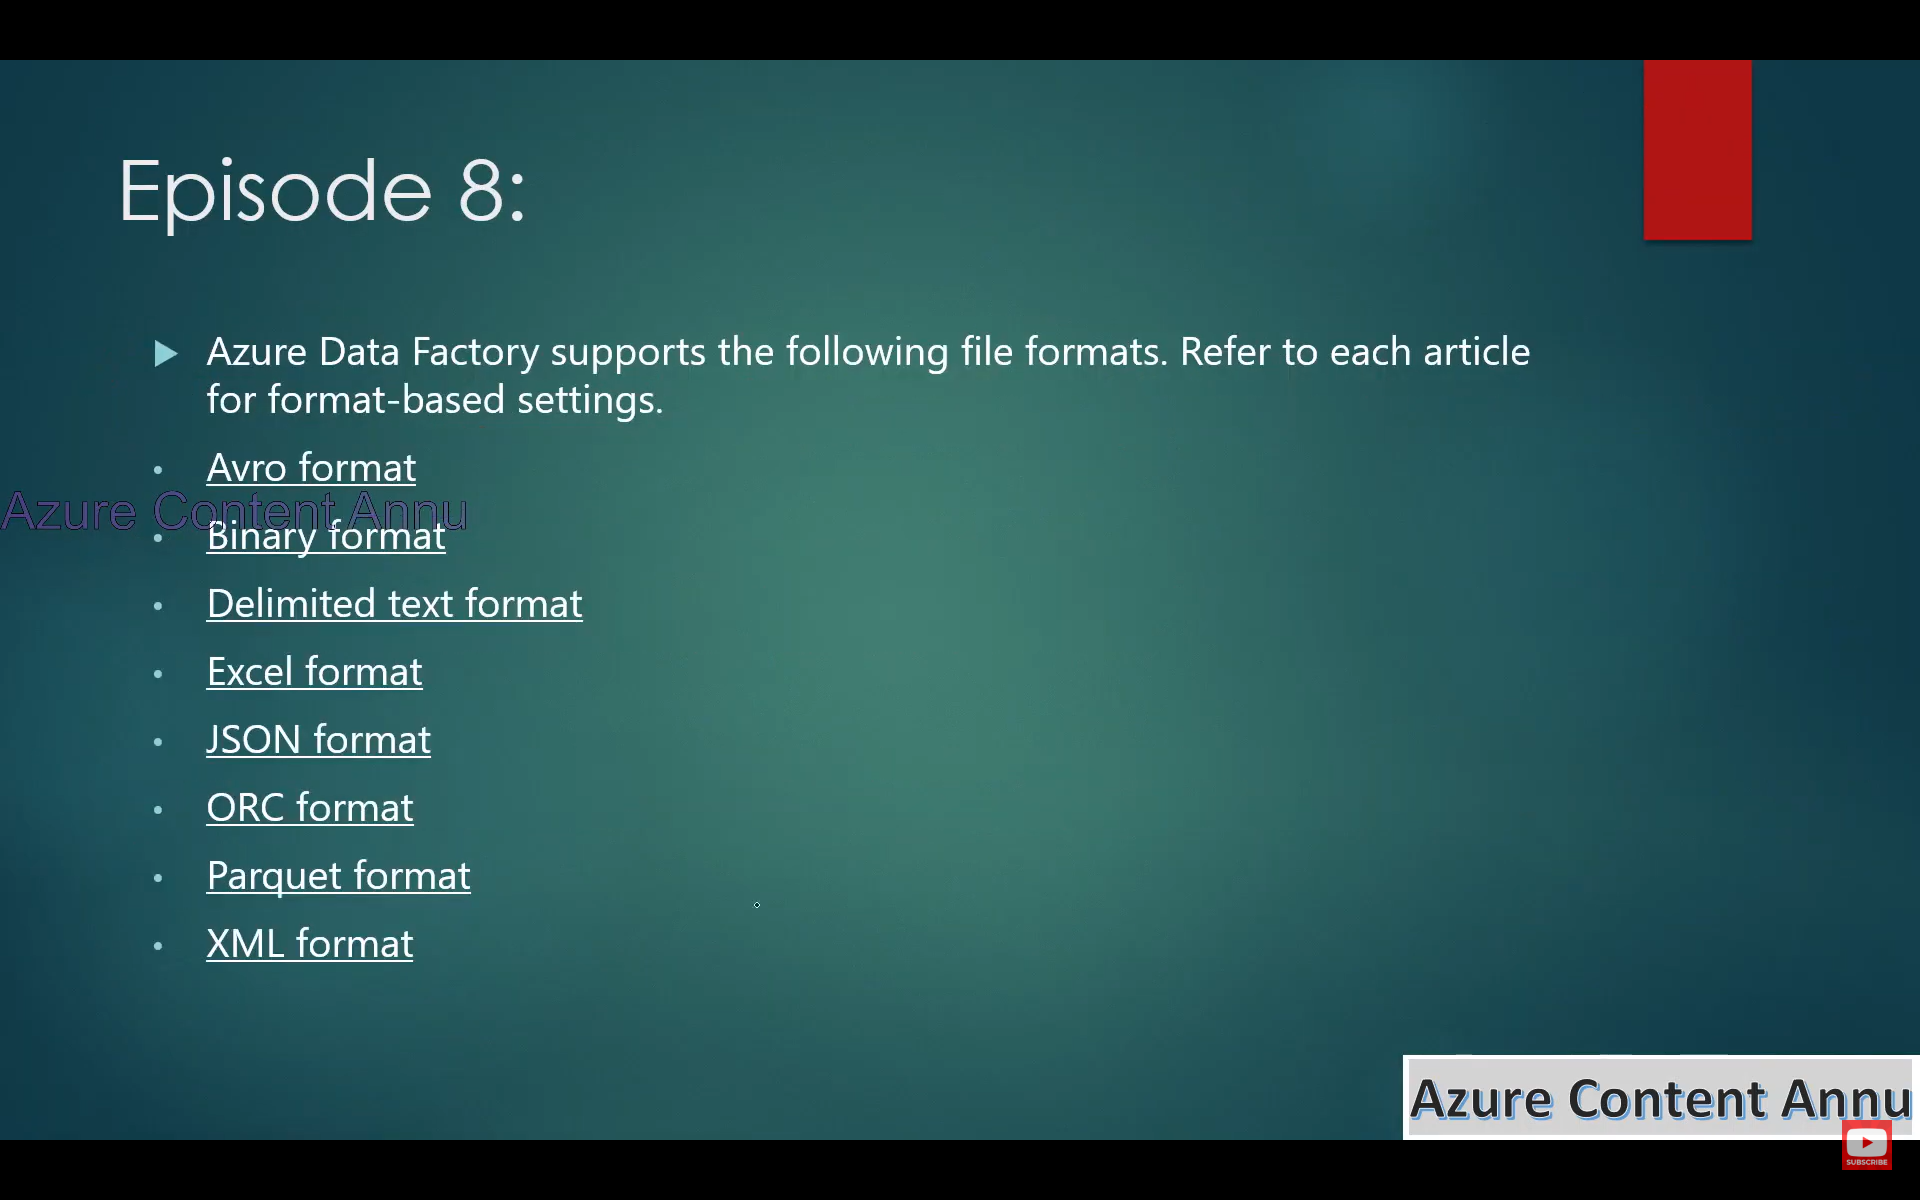 Episode 8:
Azure Data Factory supports the following file formats. Refer to each article
for format-based settings.
Avro format
Azure Content Annu
Binary format
Delimited text format
Excel format
JSON format
ORC format
Parquet format
XML format
Azure Content Annu
SUBSCRIBE